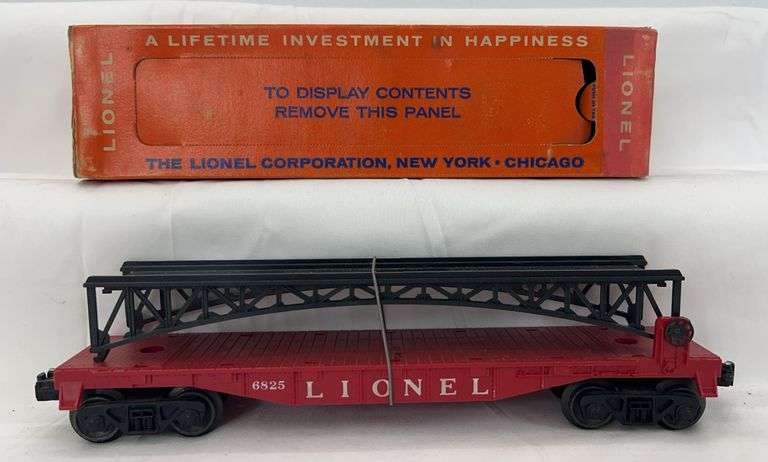 A LIFETIME INVESTMENT IN HAPPINESS
LIONEL
TO DISPLAY CONTENTS
REMOVE THIS PANEL
LIONEL
THE LIONEL CORPORATION, NEW YORK • CHICAGO
6825 LIONEL